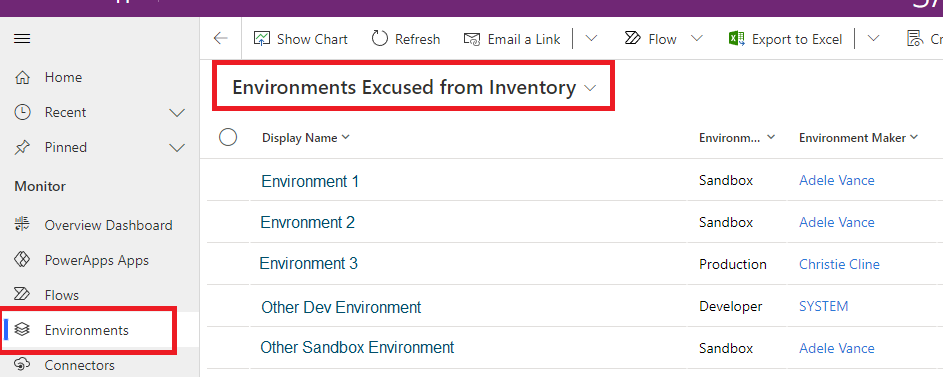 Show Chart
Refresh
Email a Link
Flow
Export to Excel
Home
Recent
Pinned
Monitor
Overview Dashboard
PowerApps Apps
Flows
Environments
Connectors
Environments Excused from Inventory
Display Name Environm... Environment Maker
Environment 1 Sandbox Adele Vance
Envronment 2 Sandbox Adele Vance
Environment 3 Production Christie Cline
Other Dev Environment Developer SYSTEM
Other Sandbox Environment Sandbox Adele Vance